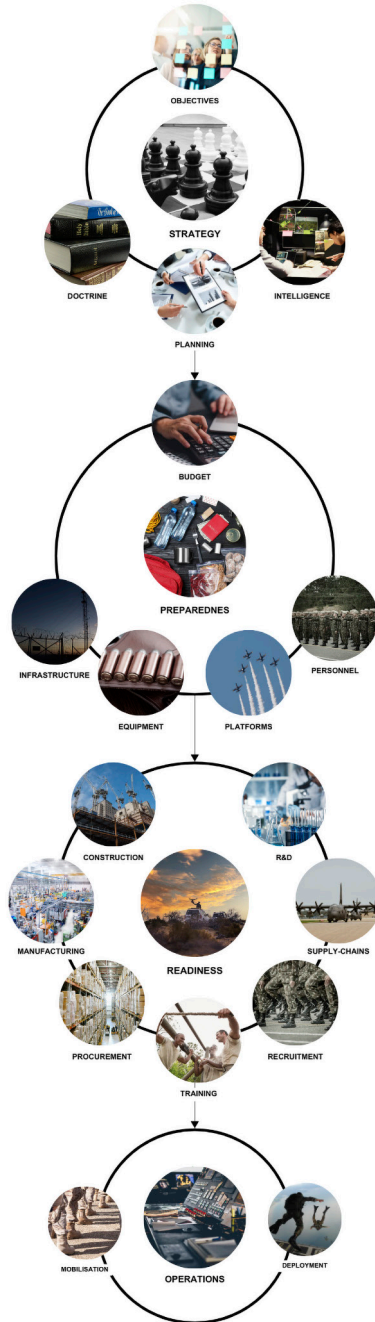 OBJECTIVES
STRATEGY
DOCTRINE
INTELLIGENCE
PLANNING
BUDGET
PREPAREDNES
INFRASTRUCTURE
PERSONNEL
EQUIPMENT
PLATFORMS
CONSTRUCTION
R&D
MANUFACTURING
READINESS
SUPPLY-CHAINS
PROCUREMENT
RECRUITMENT
TRAINING
MOBILISATION
OPERATIONS
DEPLOYMENT